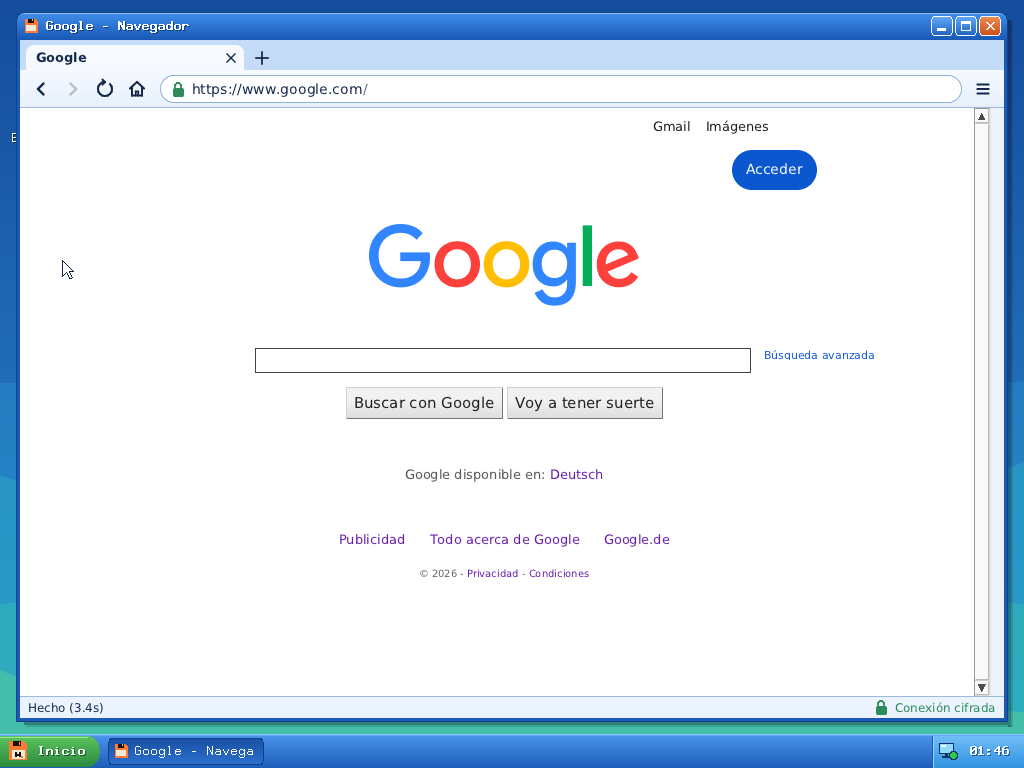 Google - Navegador
Google
https://www.google.com/
Gmail Imágenes
Acceder
Google
Búsqueda avanzada
Buscar con Google Voy a tener suerte
Google disponible en: Deutsch
Publicidad Todo acerca de Google Google.de
© 2026 - Privacidad - Condiciones
Hecho (3.4s) Conexión cifrada
Inicio Google - Navega 01:46